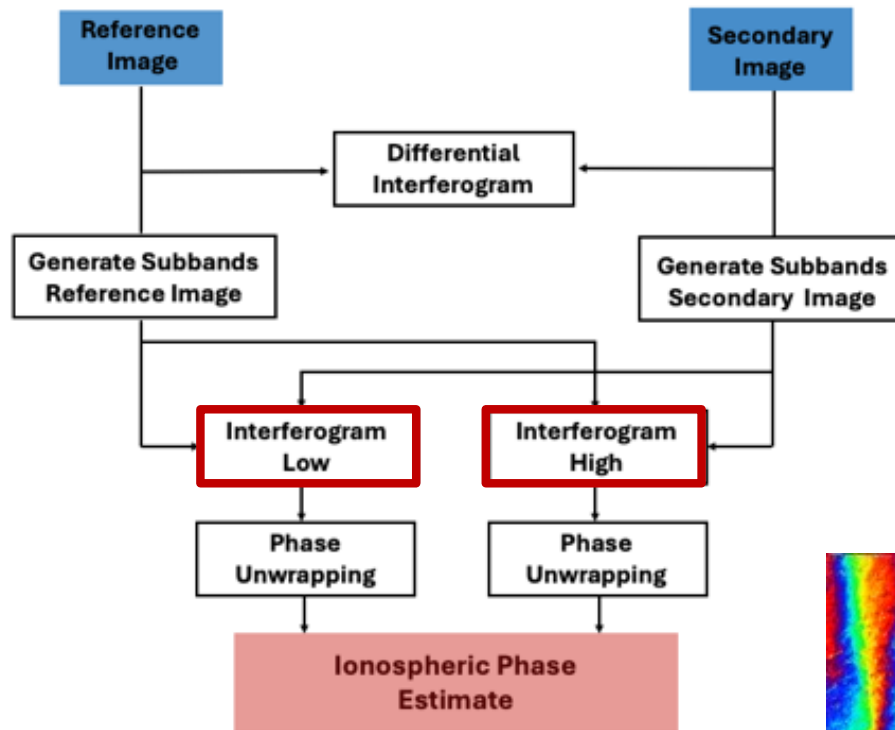 Reference
Image
Secondary
Image
Differential
Interferogram
Generate Subbands
Reference Image
Generate Subbands
Secondary Image
Interferogram
Low
Interferogram
High
Phase
Unwrapping
Phase
Unwrapping
Ionospheric Phase
Estimate